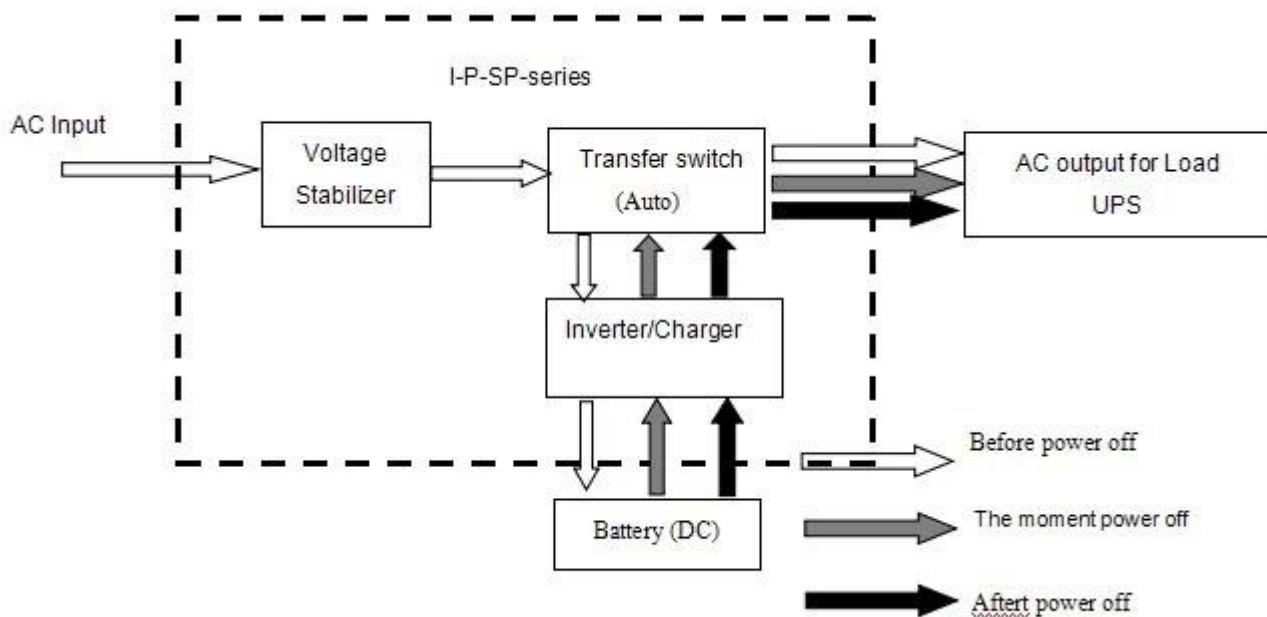 I-P-SP-series
AC Input
Voltage
Stabilizer
Transfer switch
(Auto)
AC output for Load
UPS
Inverter/Charger
Battery (DC)
Before power off
The moment power off
Aftert power off